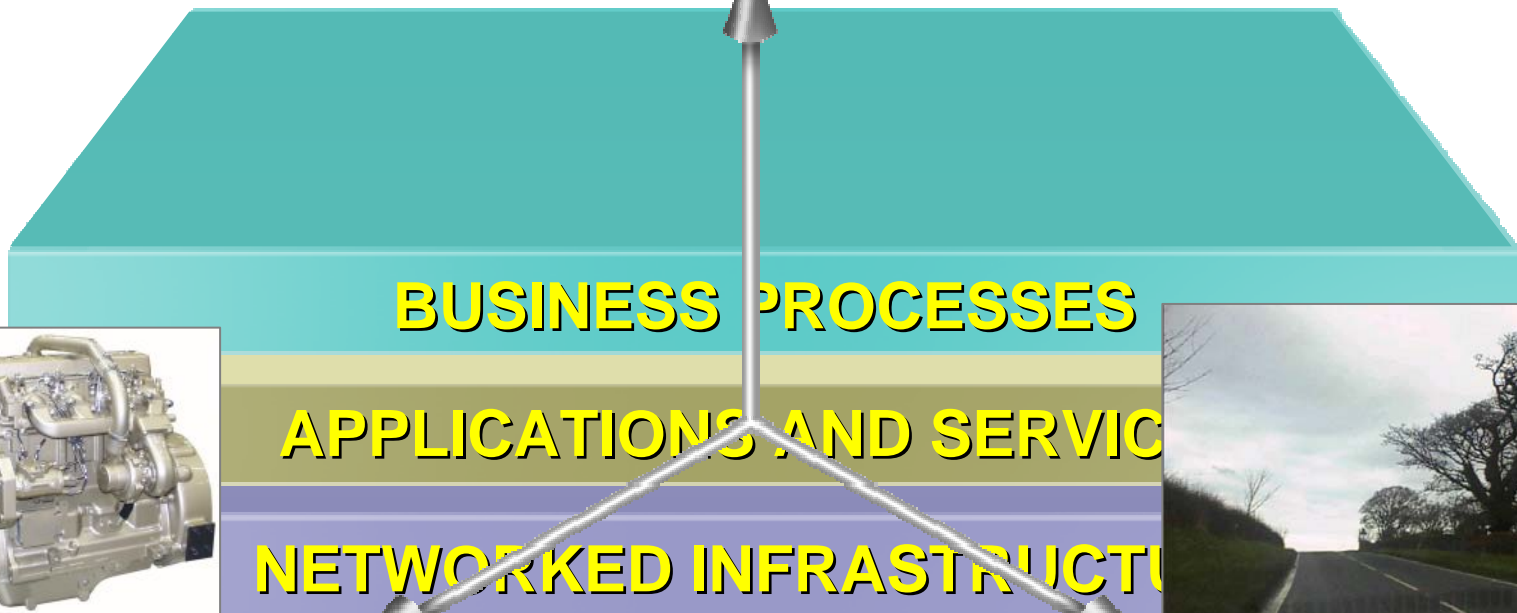 BUSINESS PROCESSES
APPLICATIONS AND SERVIC
NETWORKED INFRASTRUCTU